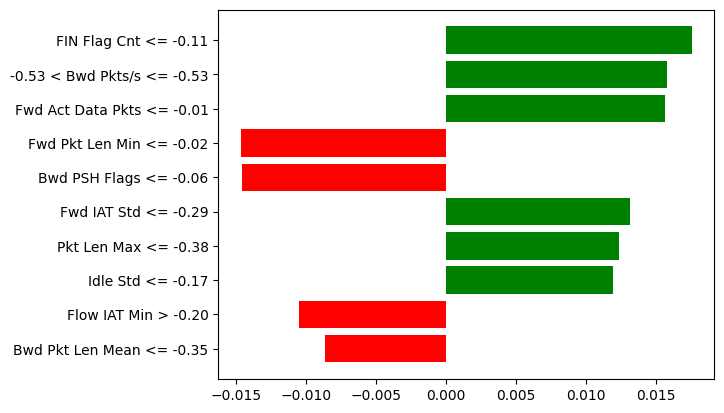 FIN Flag Cnt <= -0.11
-0.53 < Bwd Pkts/s <= -0.53
Fwd Act Data Pkts <= -0.01
Fwd Pkt Len Min <= -0.02
Bwd PSH Flags <= -0.06
Fwd IAT Std <= -0.29
Pkt Len Max <= -0.38
Idle Std <= -0.17
Flow IAT Min > -0.20
Bwd Pkt Len Mean <= -0.35
−0.015 −0.010 −0.005 0.000 0.005 0.010 0.015